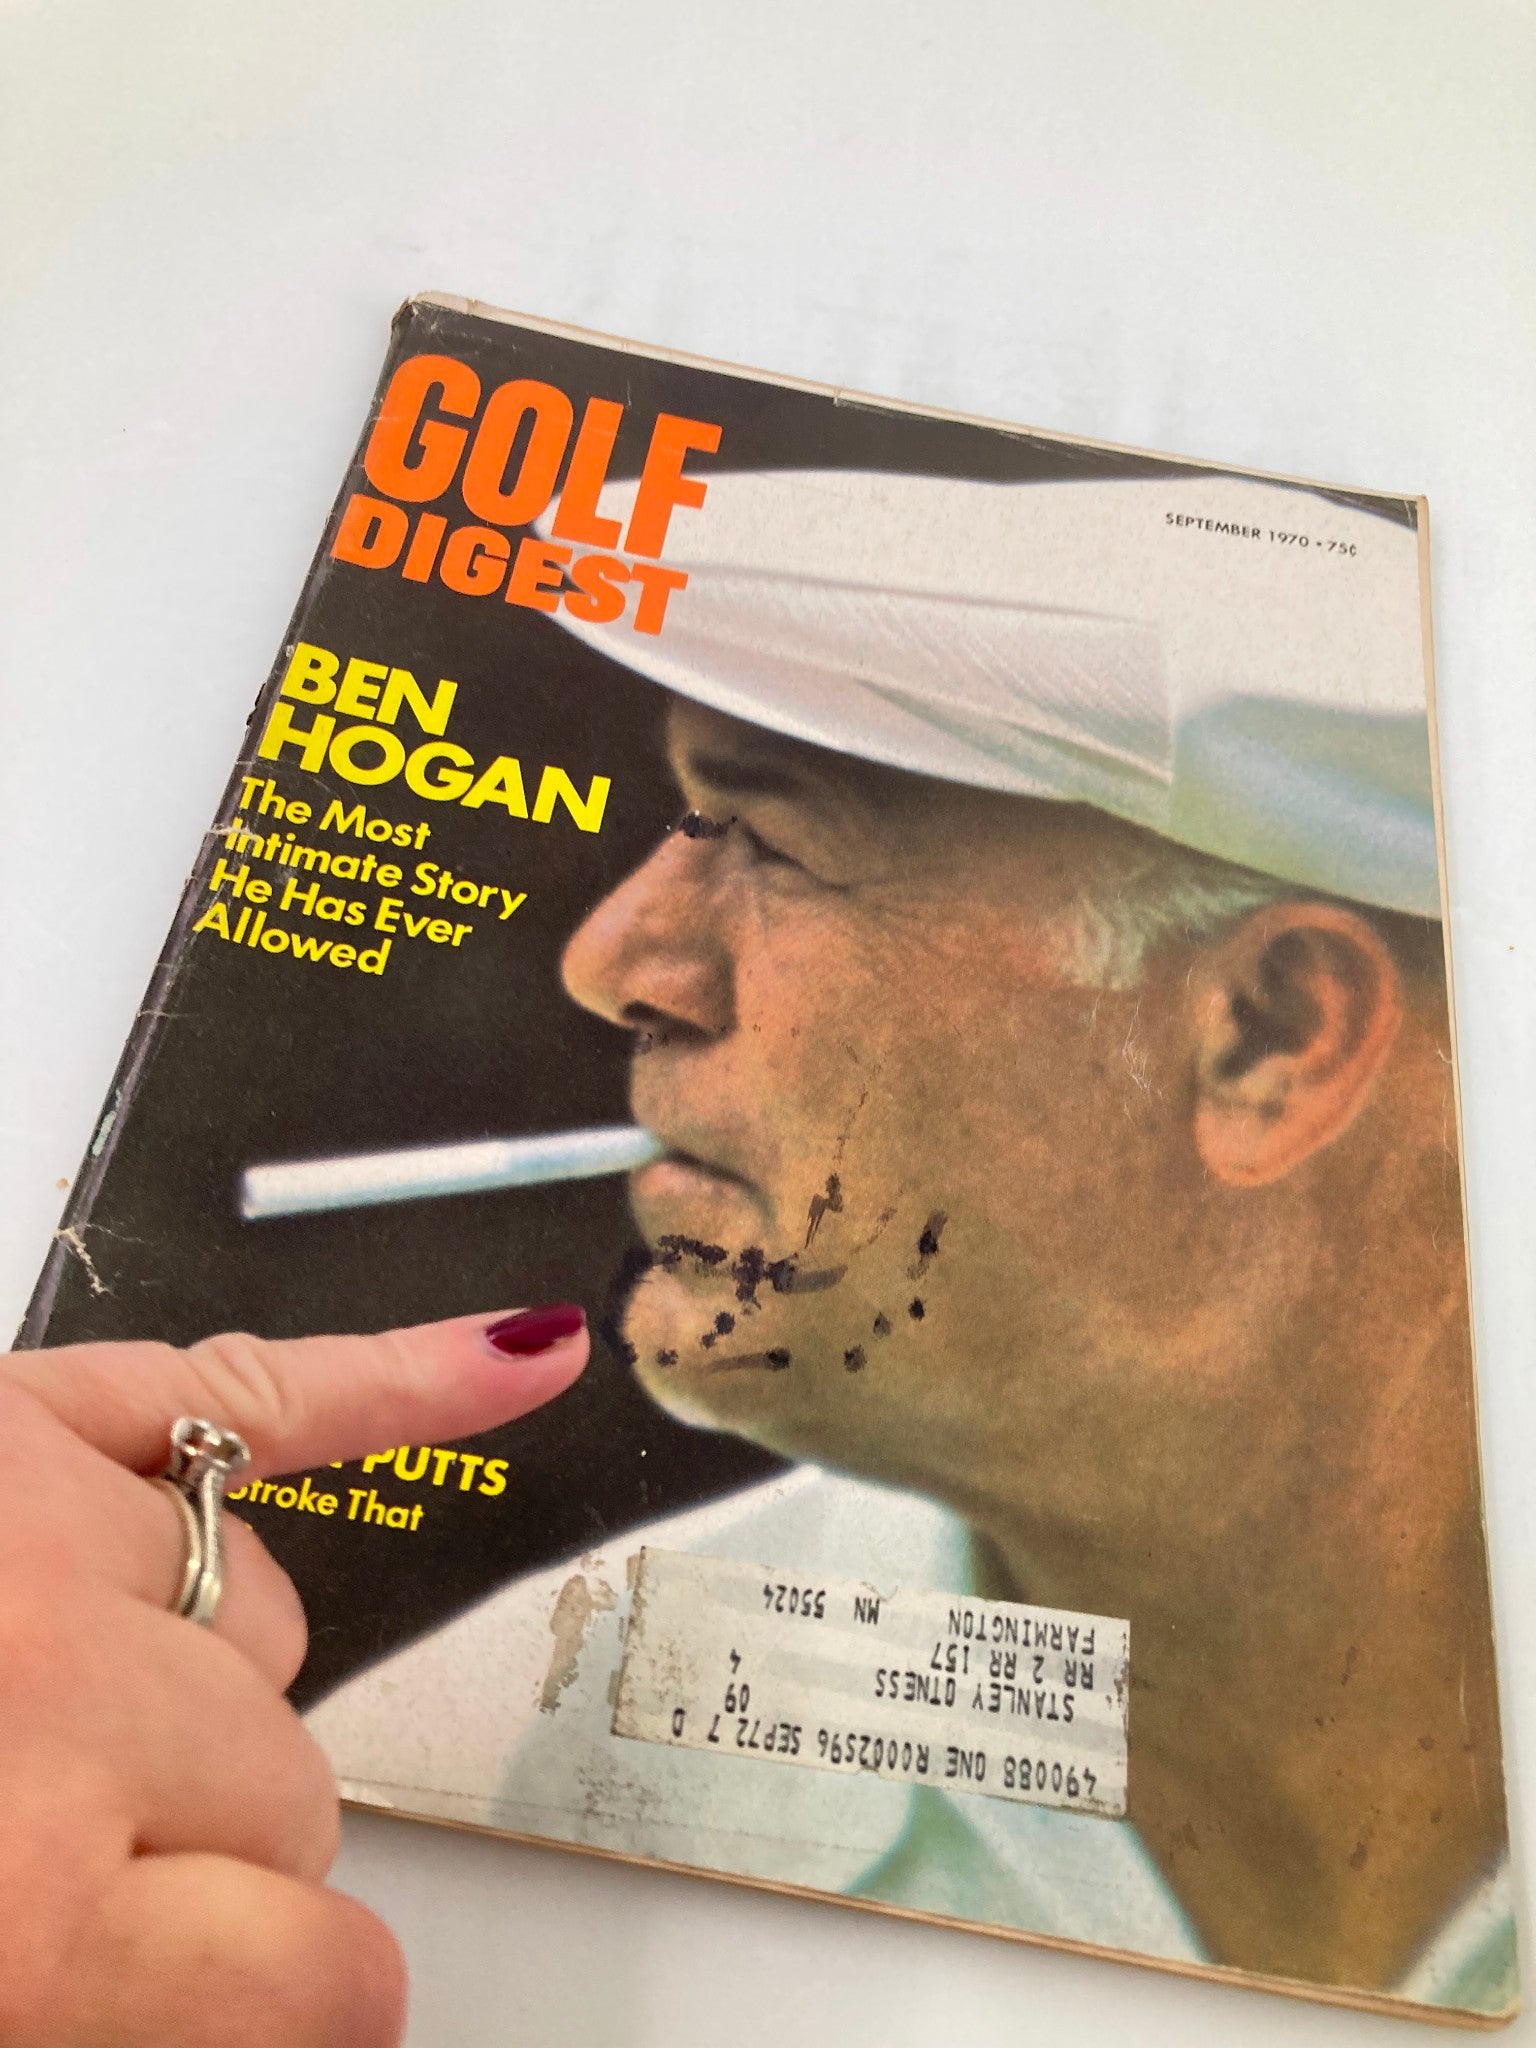 GOLF
DIGEST
SEPTEMBER 1970 • 75¢
BEN
HOGAN
The Most
Intimate Story
He Has Ever
Allowed
PUTTS
Stroke That
490088 ONE R0002S96 SEP72 7 D
09
STANLEY OTNESS 4
RR 2 RR 157
FARMINGTON MN 55024